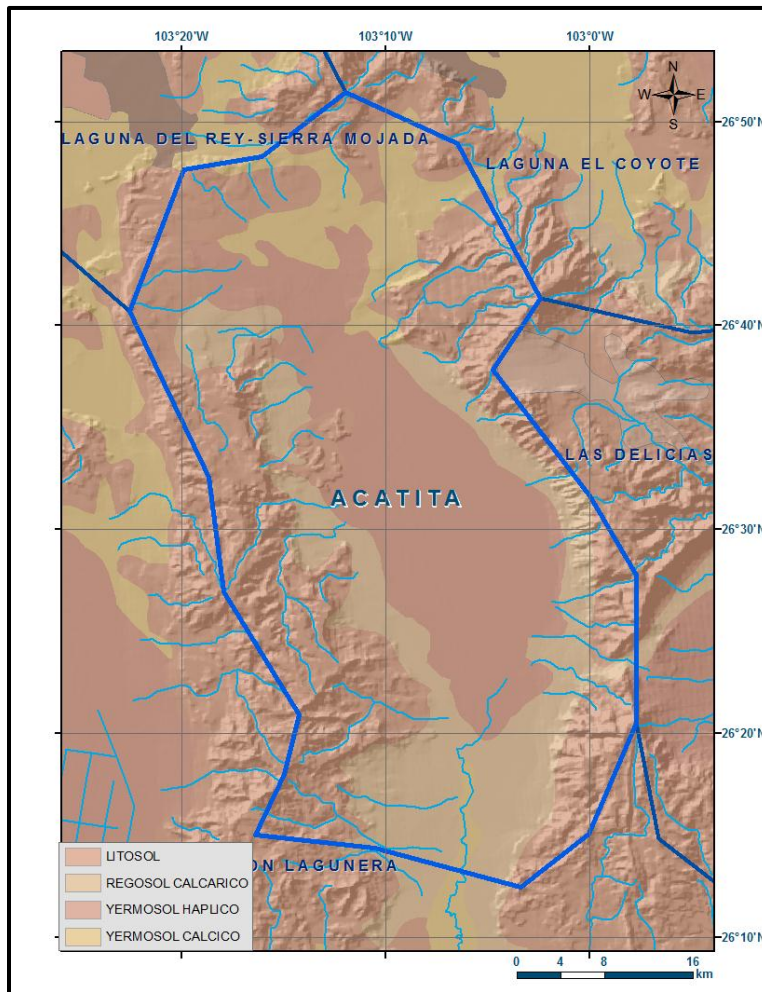 103°20'W 103°10'W 103°0'W
N
W E
S
26°50'N
LAGUNA DEL REY-SIERRA MOJADA
LAGUNA EL COYOTE
26°40'N
LAS DELICIAS
ACATITA
26°30'N
26°20'N
ON LAGUNERA
LITOSOL
REGOSOL CALCARICO
YERMOSOL HAPLICO
YERMOSOL CALCICO
26°10'N
0 4 8 16
km